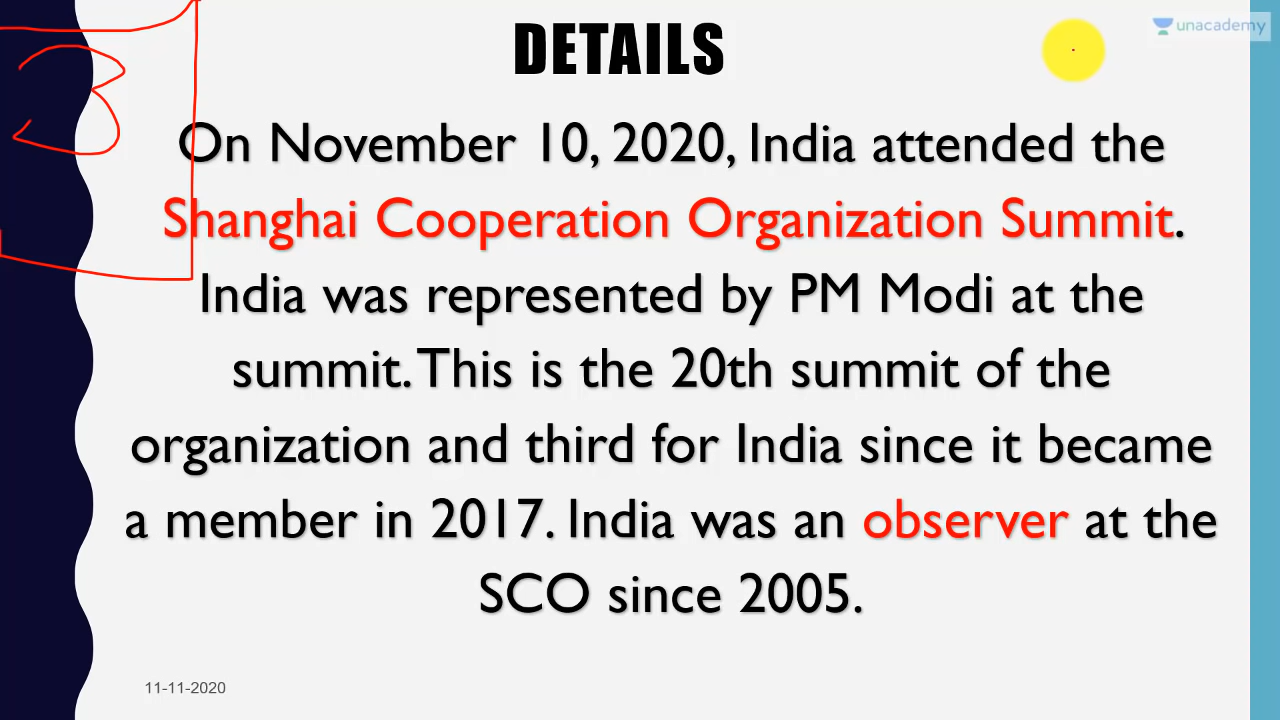 DETAILS
unacademy
3
On November 10, 2020, India attended the
Shanghai Cooperation Organization Summit.
India was represented by PM Modi at the
summit. This is the 20th summit of the
organization and third for India since it became
a member in 2017. India was an observer at the
SCO since 2005.
11-11-2020